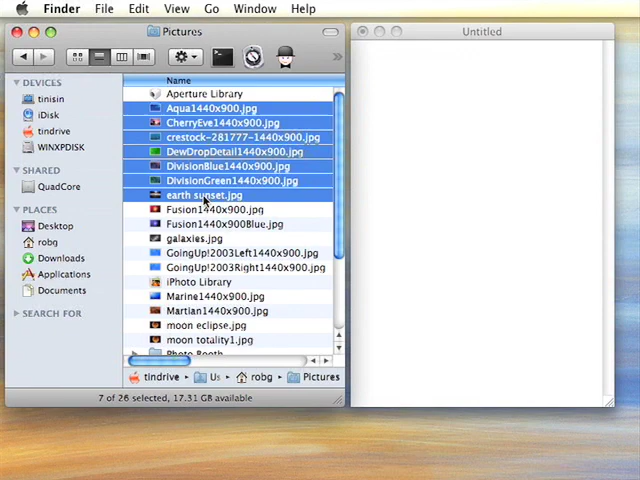 Finder File Edit View Go Window Help
Pictures
Untitled
Name
DEVICES
tinisin
iDisk
tindrive
WINXPDISK
SHARED
QuadCore
PLACES
Desktop
robg
Downloads
Applications
Documents
SEARCH FOR
Aperture Library
Aqua1440x900.jpg
CherryEve1440x900.jpg
crestock-281777-1440x900.jpg
DewDropDetail1440x900.jpg
DivisionBlue1440x900.jpg
DivisionGreen1440x900.jpg
earth sunset.jpg
Fusion1440x900.jpg
Fusion1440x900Blue.jpg
galaxies.jpg
GoingUp!2003Left1440x900.jpg
GoingUp!2003Right1440x900.jpg
iPhoto Library
Marine1440x900.jpg
Martian1440x900.jpg
moon eclipse.jpg
moon totality1.jpg
Photo Booth
tindrive Us robg Pictures
7 of 26 selected, 17.31 GB available